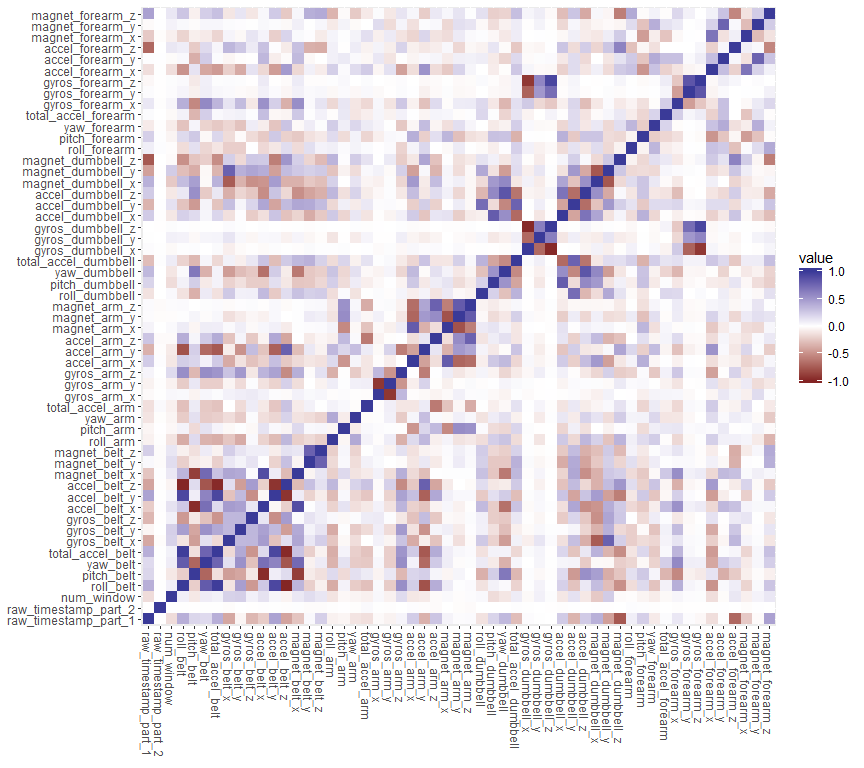 magnet_forearm_z
magnet_forearm_y
magnet_forearm_x
accel_forearm_z
accel_forearm_y
accel_forearm_x
gyros_forearm_z
gyros_forearm_y
gyros_forearm_x
total_accel_forearm
yaw_forearm
pitch_forearm
roll_forearm
magnet_dumbbell_z
magnet_dumbbell_y
magnet_dumbbell_x
accel_dumbbell_z
accel_dumbbell_y
accel_dumbbell_x
gyros_dumbbell_z
gyros_dumbbell_y
gyros_dumbbell_x
total_accel_dumbbell
yaw_dumbbell
pitch_dumbbell
roll_dumbbell
magnet_arm_z
magnet_arm_y
magnet_arm_x
accel_arm_z
accel_arm_y
accel_arm_x
gyros_arm_z
gyros_arm_y
gyros_arm_x
total_accel_arm
yaw_arm
pitch_arm
roll_arm
magnet_belt_z
magnet_belt_y
magnet_belt_x
accel_belt_z
accel_belt_y
accel_belt_x
gyros_belt_z
gyros_belt_y
gyros_belt_x
total_accel_belt
yaw_belt
pitch_belt
roll_belt
num_window
raw_timestamp_part_2
raw_timestamp_part_1
raw_timestamp_part_1
raw_timestamp_part_2
num_window
roll_belt
pitch_belt
yaw_belt
total_accel_belt
gyros_belt_x
gyros_belt_y
gyros_belt_z
accel_belt_x
accel_belt_y
accel_belt_z
magnet_belt_x
magnet_belt_y
magnet_belt_z
roll_arm
pitch_arm
yaw_arm
total_accel_arm
gyros_arm_x
gyros_arm_y
gyros_arm_z
accel_arm_x
accel_arm_y
accel_arm_z
magnet_arm_x
magnet_arm_y
magnet_arm_z
roll_dumbbell
pitch_dumbbell
yaw_dumbbell
total_accel_dumbbell
gyros_dumbbell_x
gyros_dumbbell_y
gyros_dumbbell_z
accel_dumbbell_x
accel_dumbbell_y
accel_dumbbell_z
magnet_dumbbell_x
magnet_dumbbell_y
magnet_dumbbell_z
roll_forearm
pitch_forearm
yaw_forearm
total_accel_forearm
gyros_forearm_x
gyros_forearm_y
gyros_forearm_z
accel_forearm_x
accel_forearm_y
accel_forearm_z
magnet_forearm_x
magnet_forearm_y
magnet_forearm_z
value
1.0
0.5
0.0
-0.5
-1.0